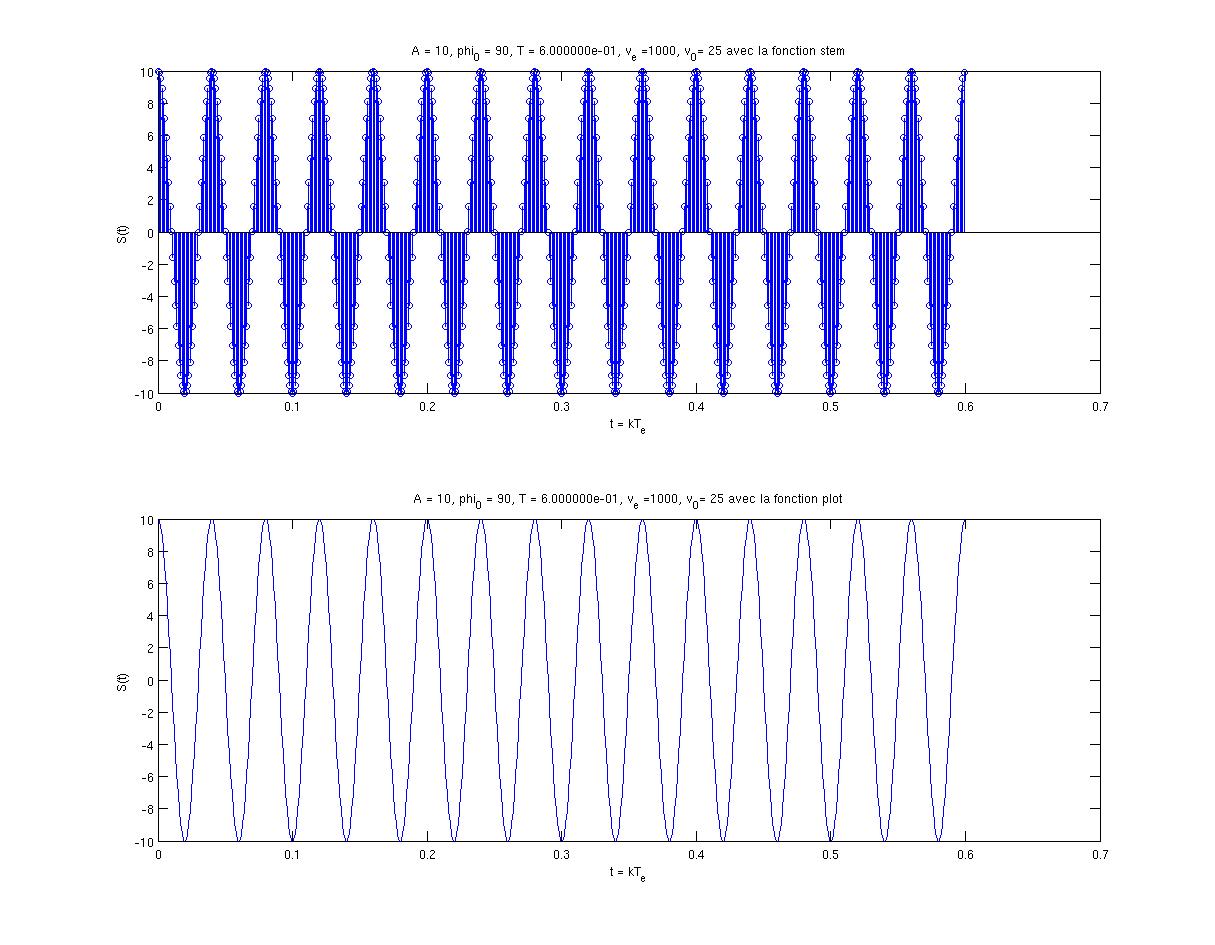 A = 10, phi0 = 90, T = 6.000000e-01, ve =1000, v0= 25 avec la fonction stem
10
8
6
4
2
0
-2
-4
-6
-8
-10
S(t)
0 0.1 0.2 0.3 0.4 0.5 0.6 0.7
t = kTe
A = 10, phi0 = 90, T = 6.000000e-01, ve =1000, v0= 25 avec la fonction plot
10
8
6
4
2
0
-2
-4
-6
-8
-10
S(t)
0 0.1 0.2 0.3 0.4 0.5 0.6 0.7
t = kTe